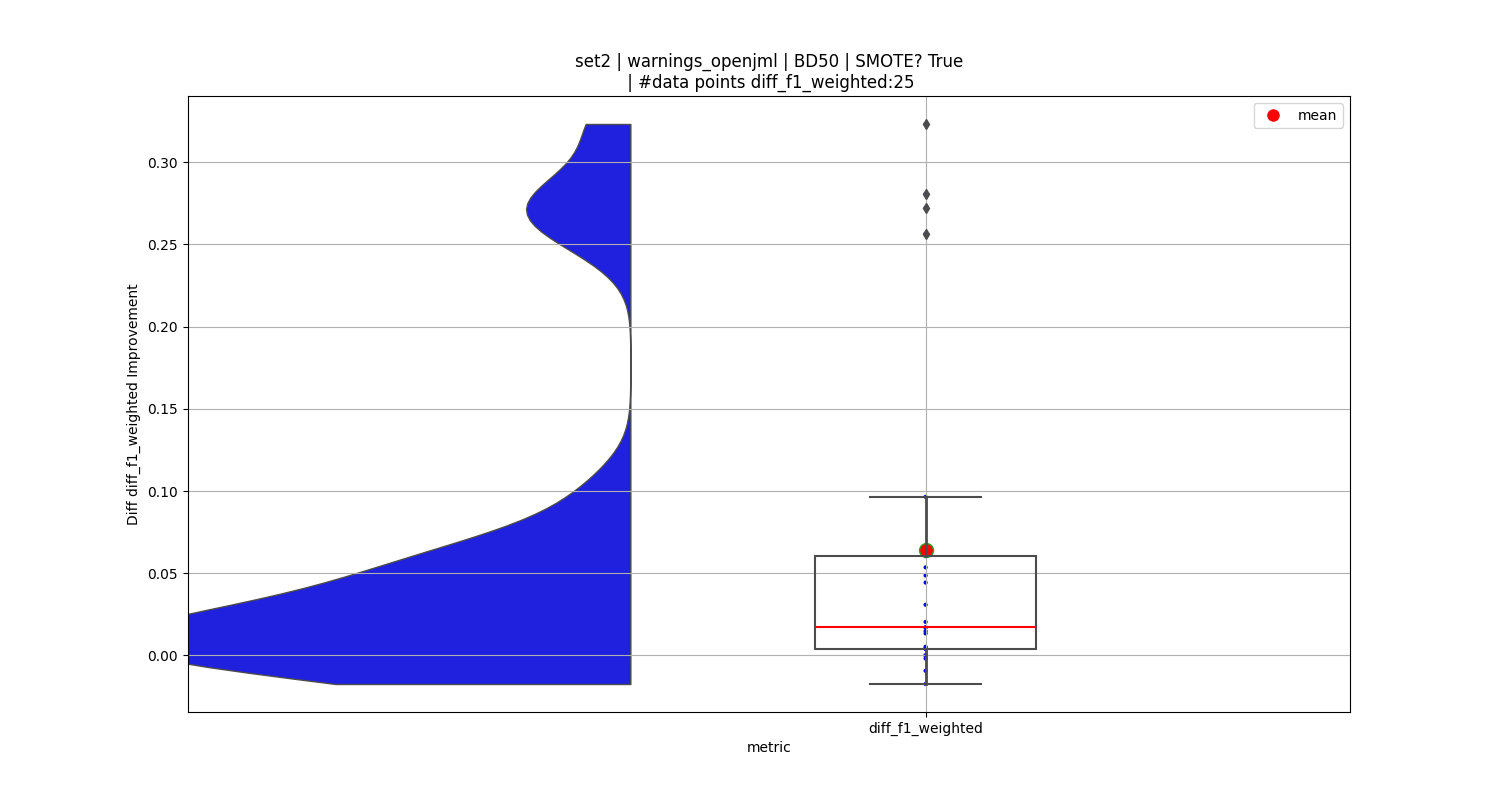 set2 | warnings_openjml | BD50 | SMOTE? True
| #data points diff_f1_weighted:25
mean
Diff diff_f1_weighted Improvement
0.30
0.25
0.20
0.15
0.10
0.05
0.00
diff_f1_weighted
metric